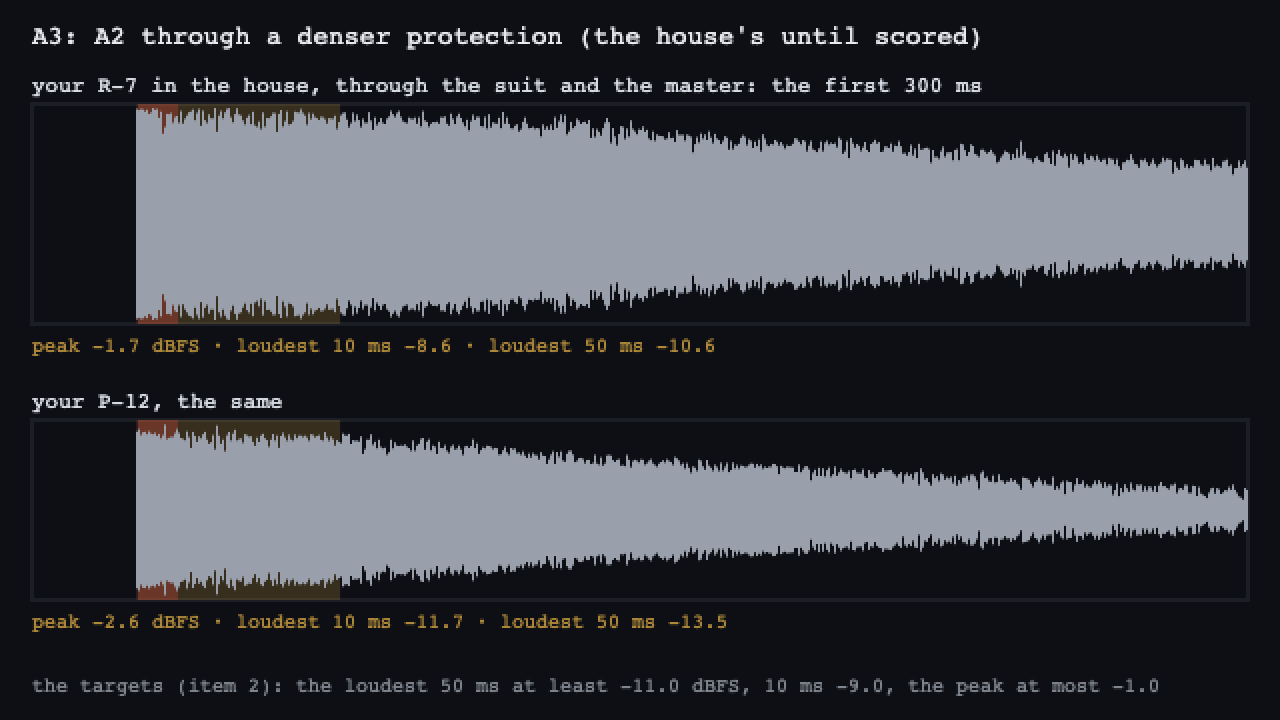 A3: A2 through a denser protection (the house's until scored)
your R-7 in the house, through the suit and the master: the first 300 ms
peak -1.7 dBFS · loudest 10 ms -8.6 · loudest 50 ms -10.6
your P-12, the same
peak -2.6 dBFS · loudest 10 ms -11.7 · loudest 50 ms -13.5
the targets (item 2): the loudest 50 ms at least -11.0 dBFS, 10 ms -9.0, the peak at most -1.0